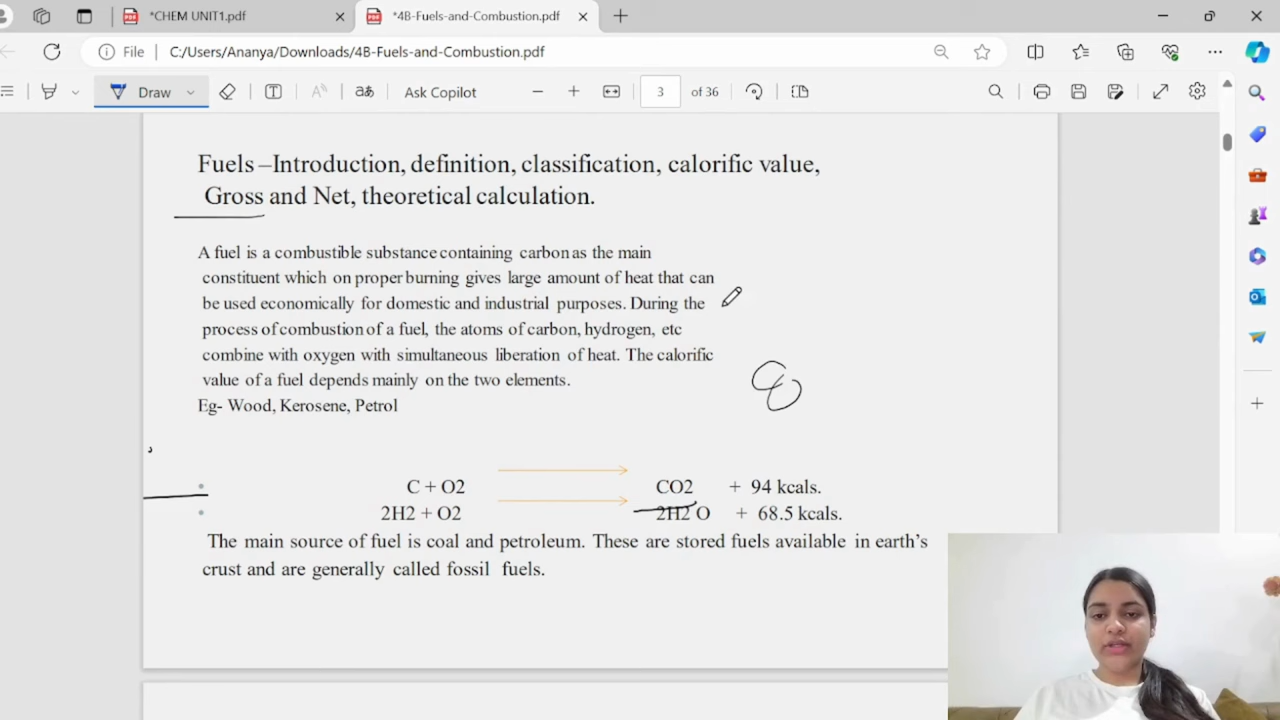 *CHEM UNIT1.pdf
*4B-Fuels-and-Combustion.pdf
File | C:/Users/Ananya/Downloads/4B-Fuels-and-Combustion.pdf
Draw
Ask Copilot
3 of 36
Fuels –Introduction, definition, classification, calorific value,
Gross and Net, theoretical calculation.
A fuel is a combustible substance containing carbon as the main
constituent which on proper burning gives large amount of heat that can
be used economically for domestic and industrial purposes. During the
process of combustion of a fuel, the atoms of carbon, hydrogen, etc
combine with oxygen with simultaneous liberation of heat. The calorific
value of a fuel depends mainly on the two elements.
Eg- Wood, Kerosene, Petrol
C + O2 CO2 + 94 kcals.
2H2 + O2 2H2 O + 68.5 kcals.
The main source of fuel is coal and petroleum. These are stored fuels available in earth's
crust and are generally called fossil fuels.